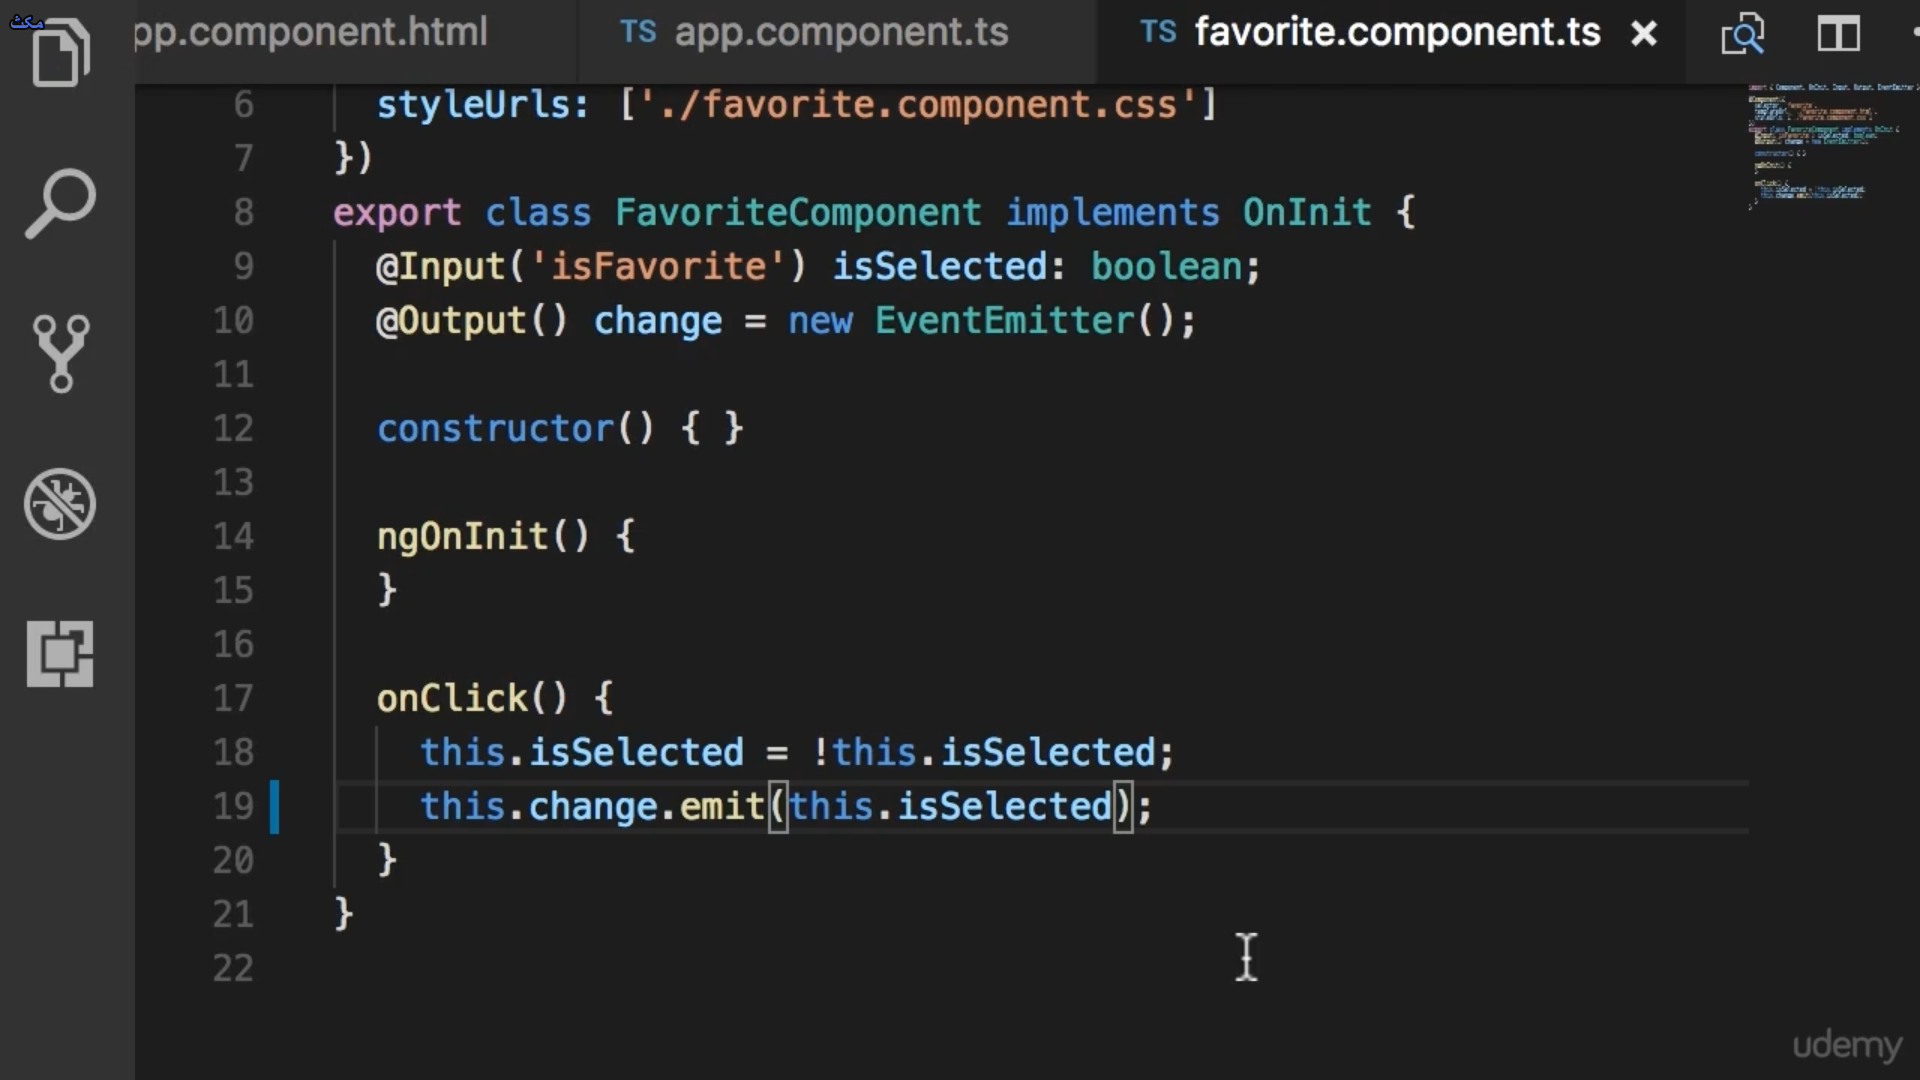 مكث
pp.component.html
TS app.component.ts
TS favorite.component.ts
6 styleUrls: ['./favorite.component.css']
7 })
8 export class FavoriteComponent implements OnInit {
9 @Input('isFavorite') isSelected: boolean;
10 @Output() change = new EventEmitter();
11
12 constructor() { }
13
14 ngOnInit() {
15 }
16
17 onClick() {
18 this.isSelected = !this.isSelected;
19 this.change.emit(this.isSelected);
20 }
21 }
22
udemy